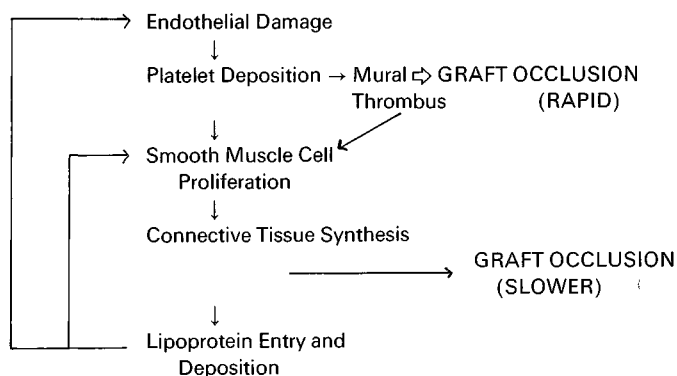 Endothelial Damage
Platelet Deposition → Mural ⇨ GRAFT OCCLUSION
Thrombus (RAPID)
Smooth Muscle Cell
Proliferation
Connective Tissue Synthesis
GRAFT OCCLUSION
(SLOWER)
Lipoprotein Entry and
Deposition